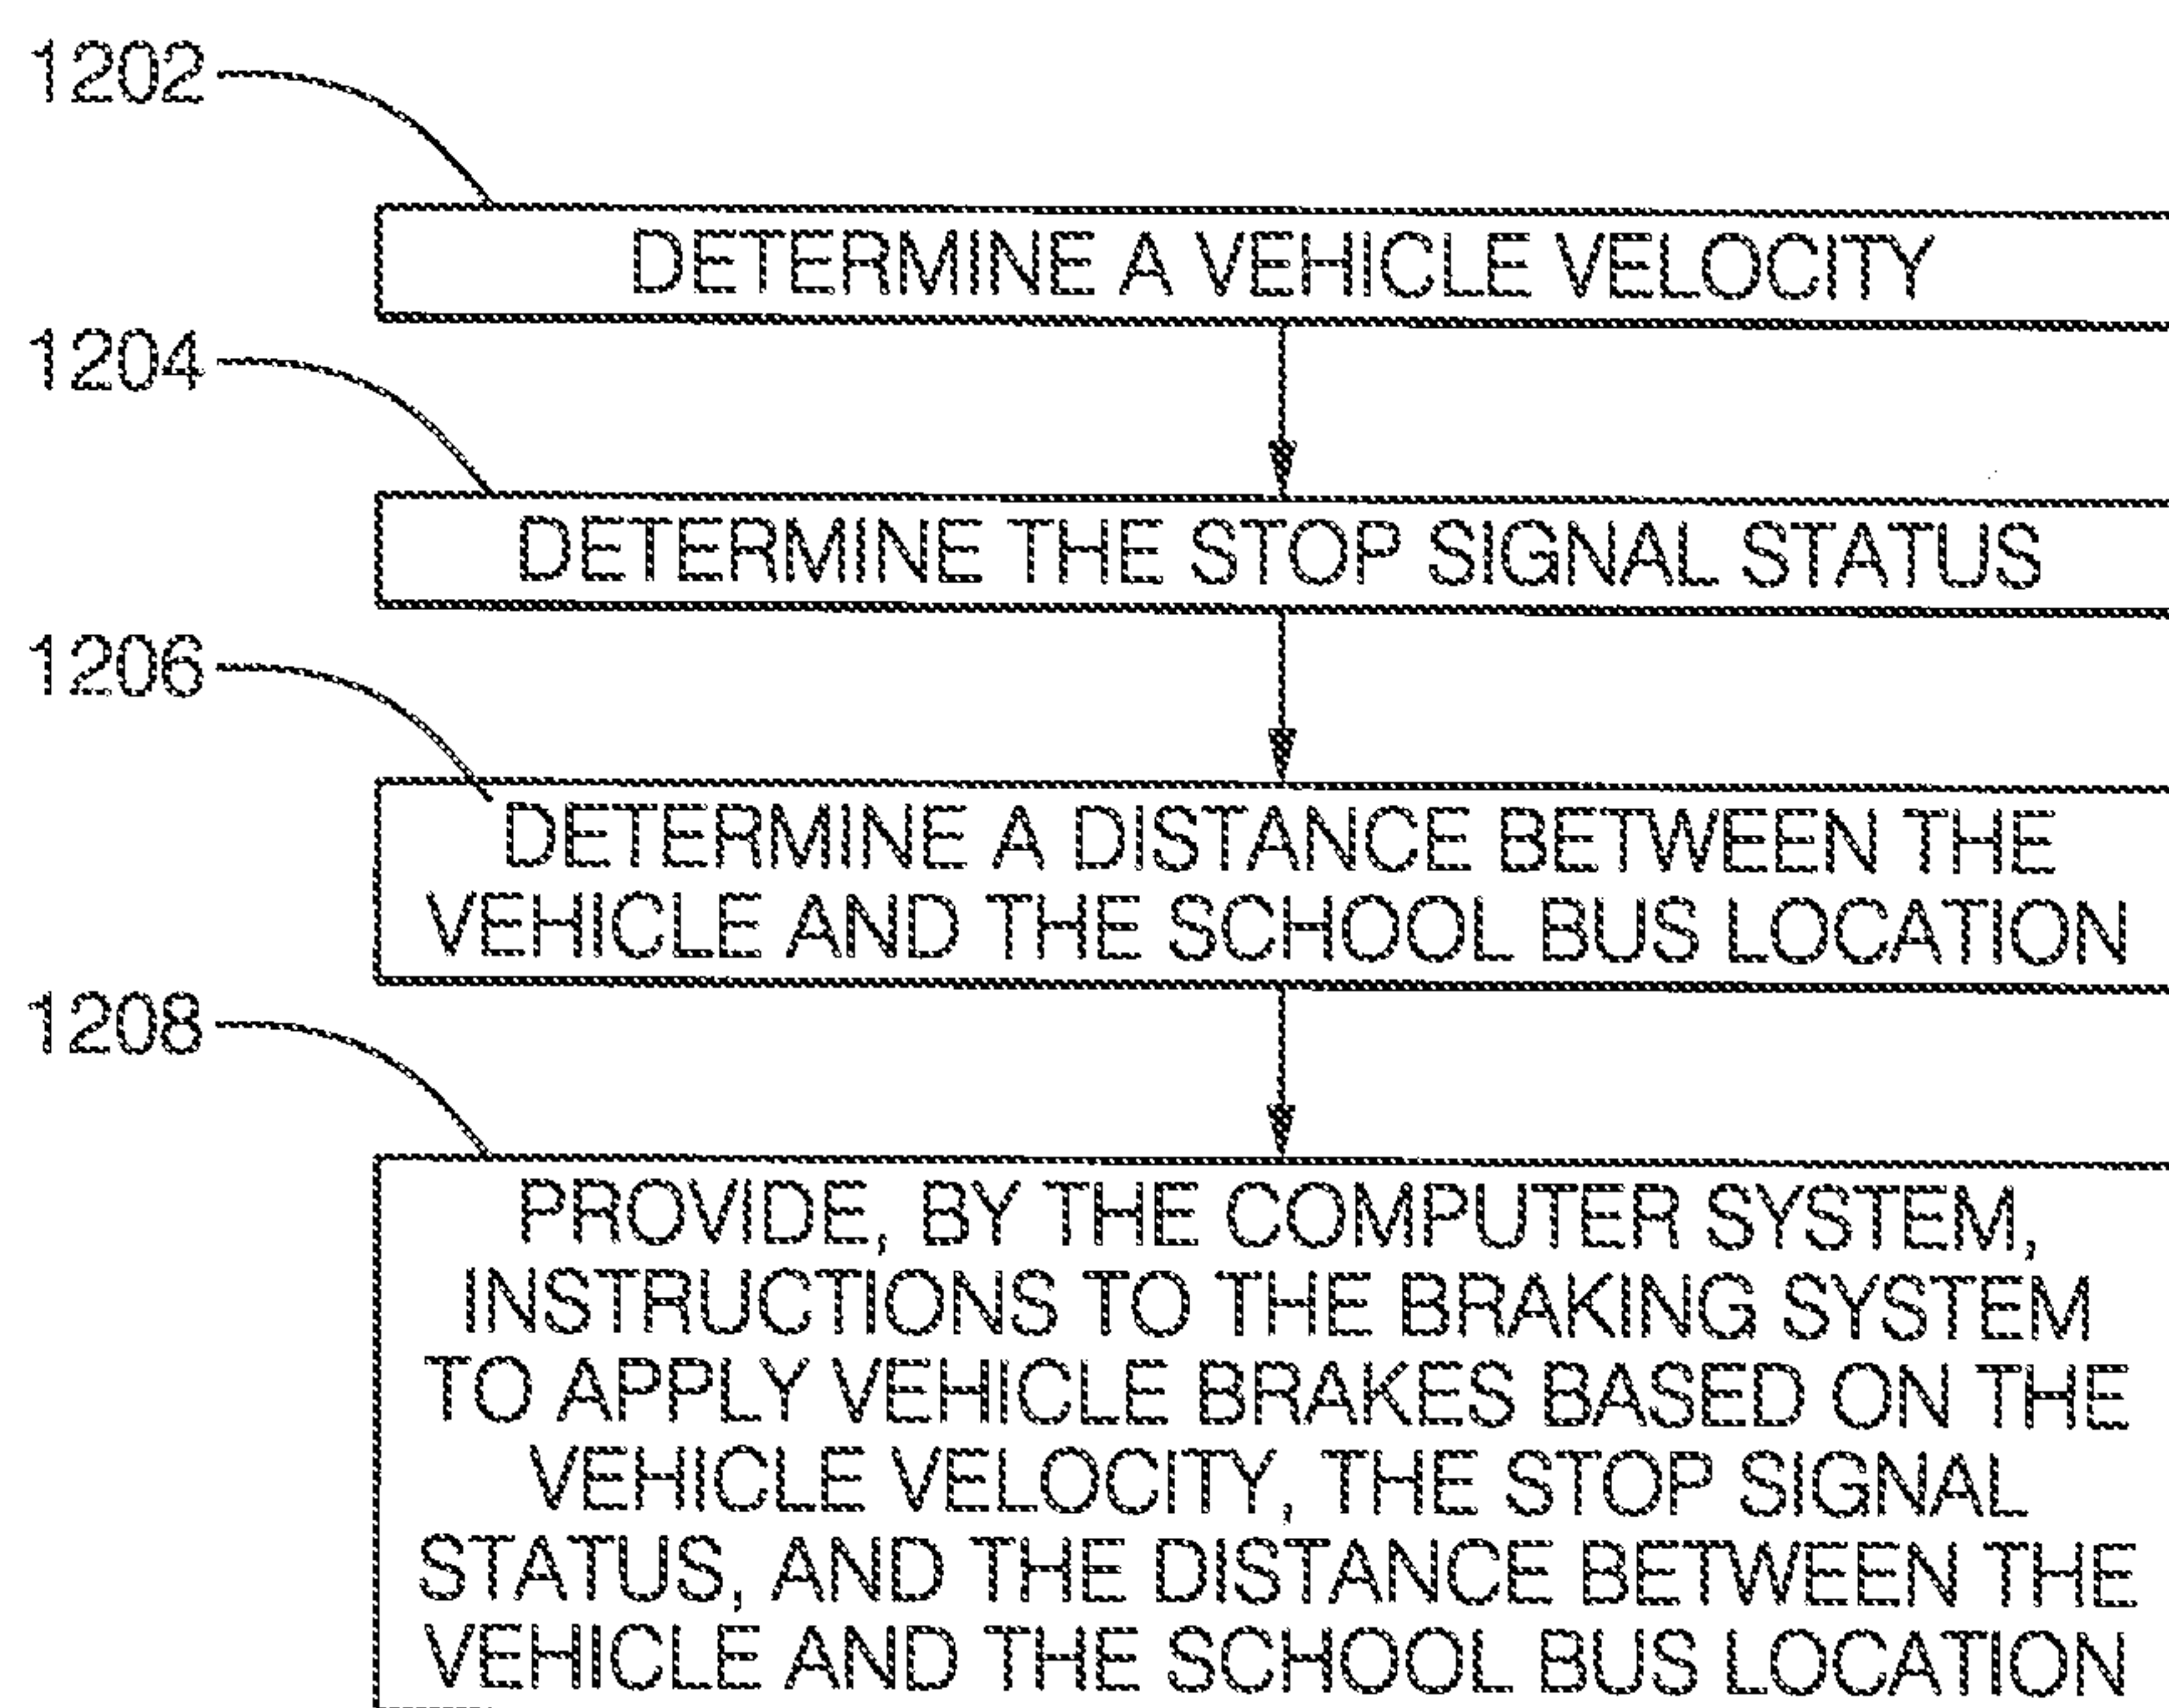 1202
DETERMINE A VEHICLE VELOCITY
1204
DETERMINE THE STOP SIGNAL STATUS
1206
DETERMINE A DISTANCE BETWEEN THE
VEHICLE AND THE SCHOOL BUS LOCATION
1208
PROVIDE, BY THE COMPUTER SYSTEM,
INSTRUCTIONS TO THE BRAKING SYSTEM
TO APPLY VEHICLE BRAKES BASED ON THE
VEHICLE VELOCITY, THE STOP SIGNAL
STATUS, AND THE DISTANCE BETWEEN THE
VEHICLE AND THE SCHOOL BUS LOCATION